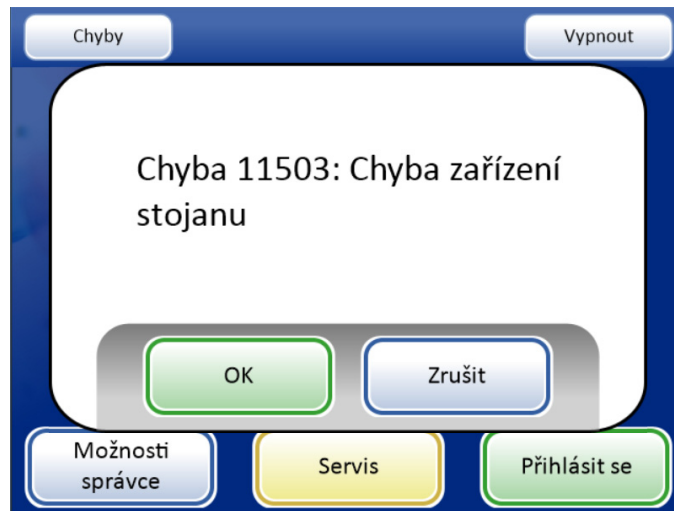 Chyby
Vypnout
Chyba 11503: Chyba zařízení
stojanu
OK
Zrušit
Možnosti
správce
Servis
Přihlásit se